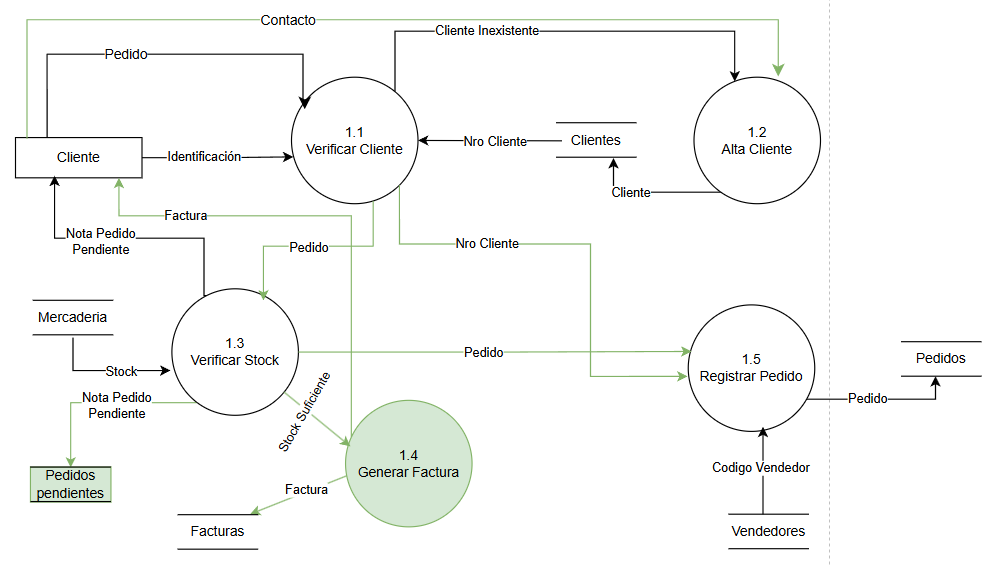 Contacto
Cliente Inexistente
Pedido
1.1
Verificar Cliente
1.2
Alta Cliente
Nro Cliente
Clientes
Cliente
Identificación
Cliente
Factura
Nota Pedido
Pendiente
Pedido
Nro Cliente
Mercaderia
1.3
Verificar Stock
Pedido
1.5
Registrar Pedido
Pedidos
Stock
Nota Pedido
Pendiente
Stock Suficiente
Pedido
1.4
Generar Factura
Codigo Vendedor
Pedidos
pendientes
Factura
Facturas
Vendedores